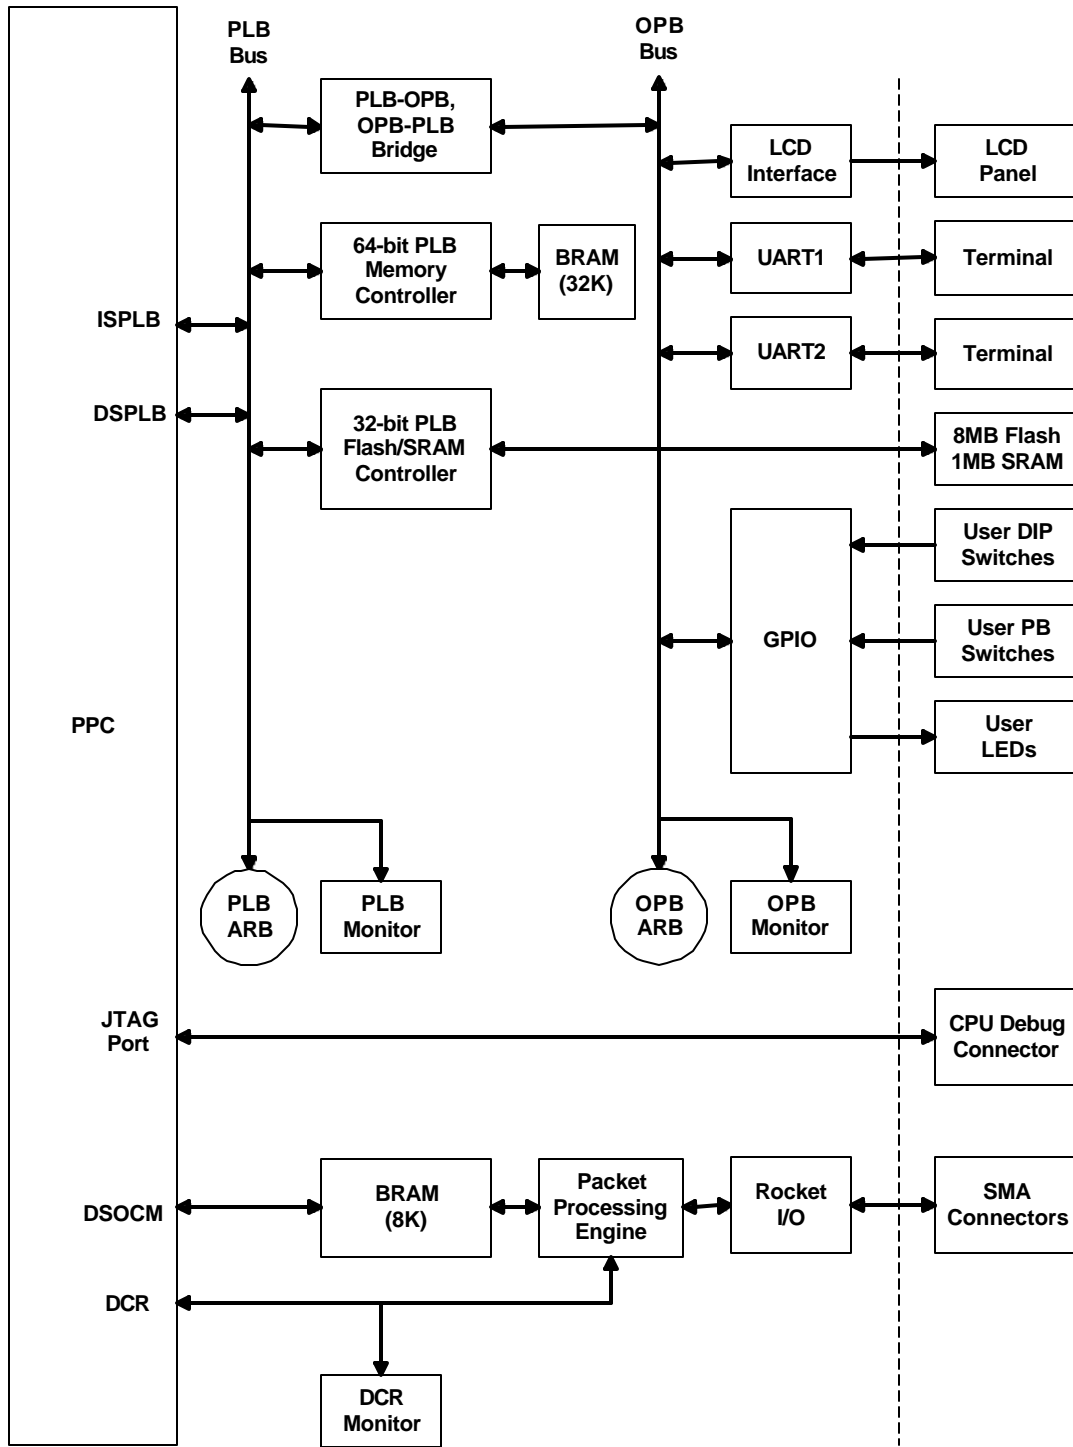 PLB
Bus
OPB
Bus
PLB-OPB,
OPB-PLB
Bridge
LCD
Interface
LCD
Panel
64-bit PLB
Memory
Controller
BRAM
(32K)
UART1
Terminal
ISPLB
UART2
Terminal
DSPLB
32-bit PLB
Flash/SRAM
Controller
8MB Flash
1MB SRAM
User DIP
Switches
GPIO
User PB
Switches
PPC
User
LEDs
PLB
ARB
PLB
Monitor
OPB
ARB
OPB
Monitor
JTAG
Port
CPU Debug
Connector
DSOCM
BRAM
(8K)
Packet
Processing
Engine
Rocket
I/O
SMA
Connectors
DCR
DCR
Monitor